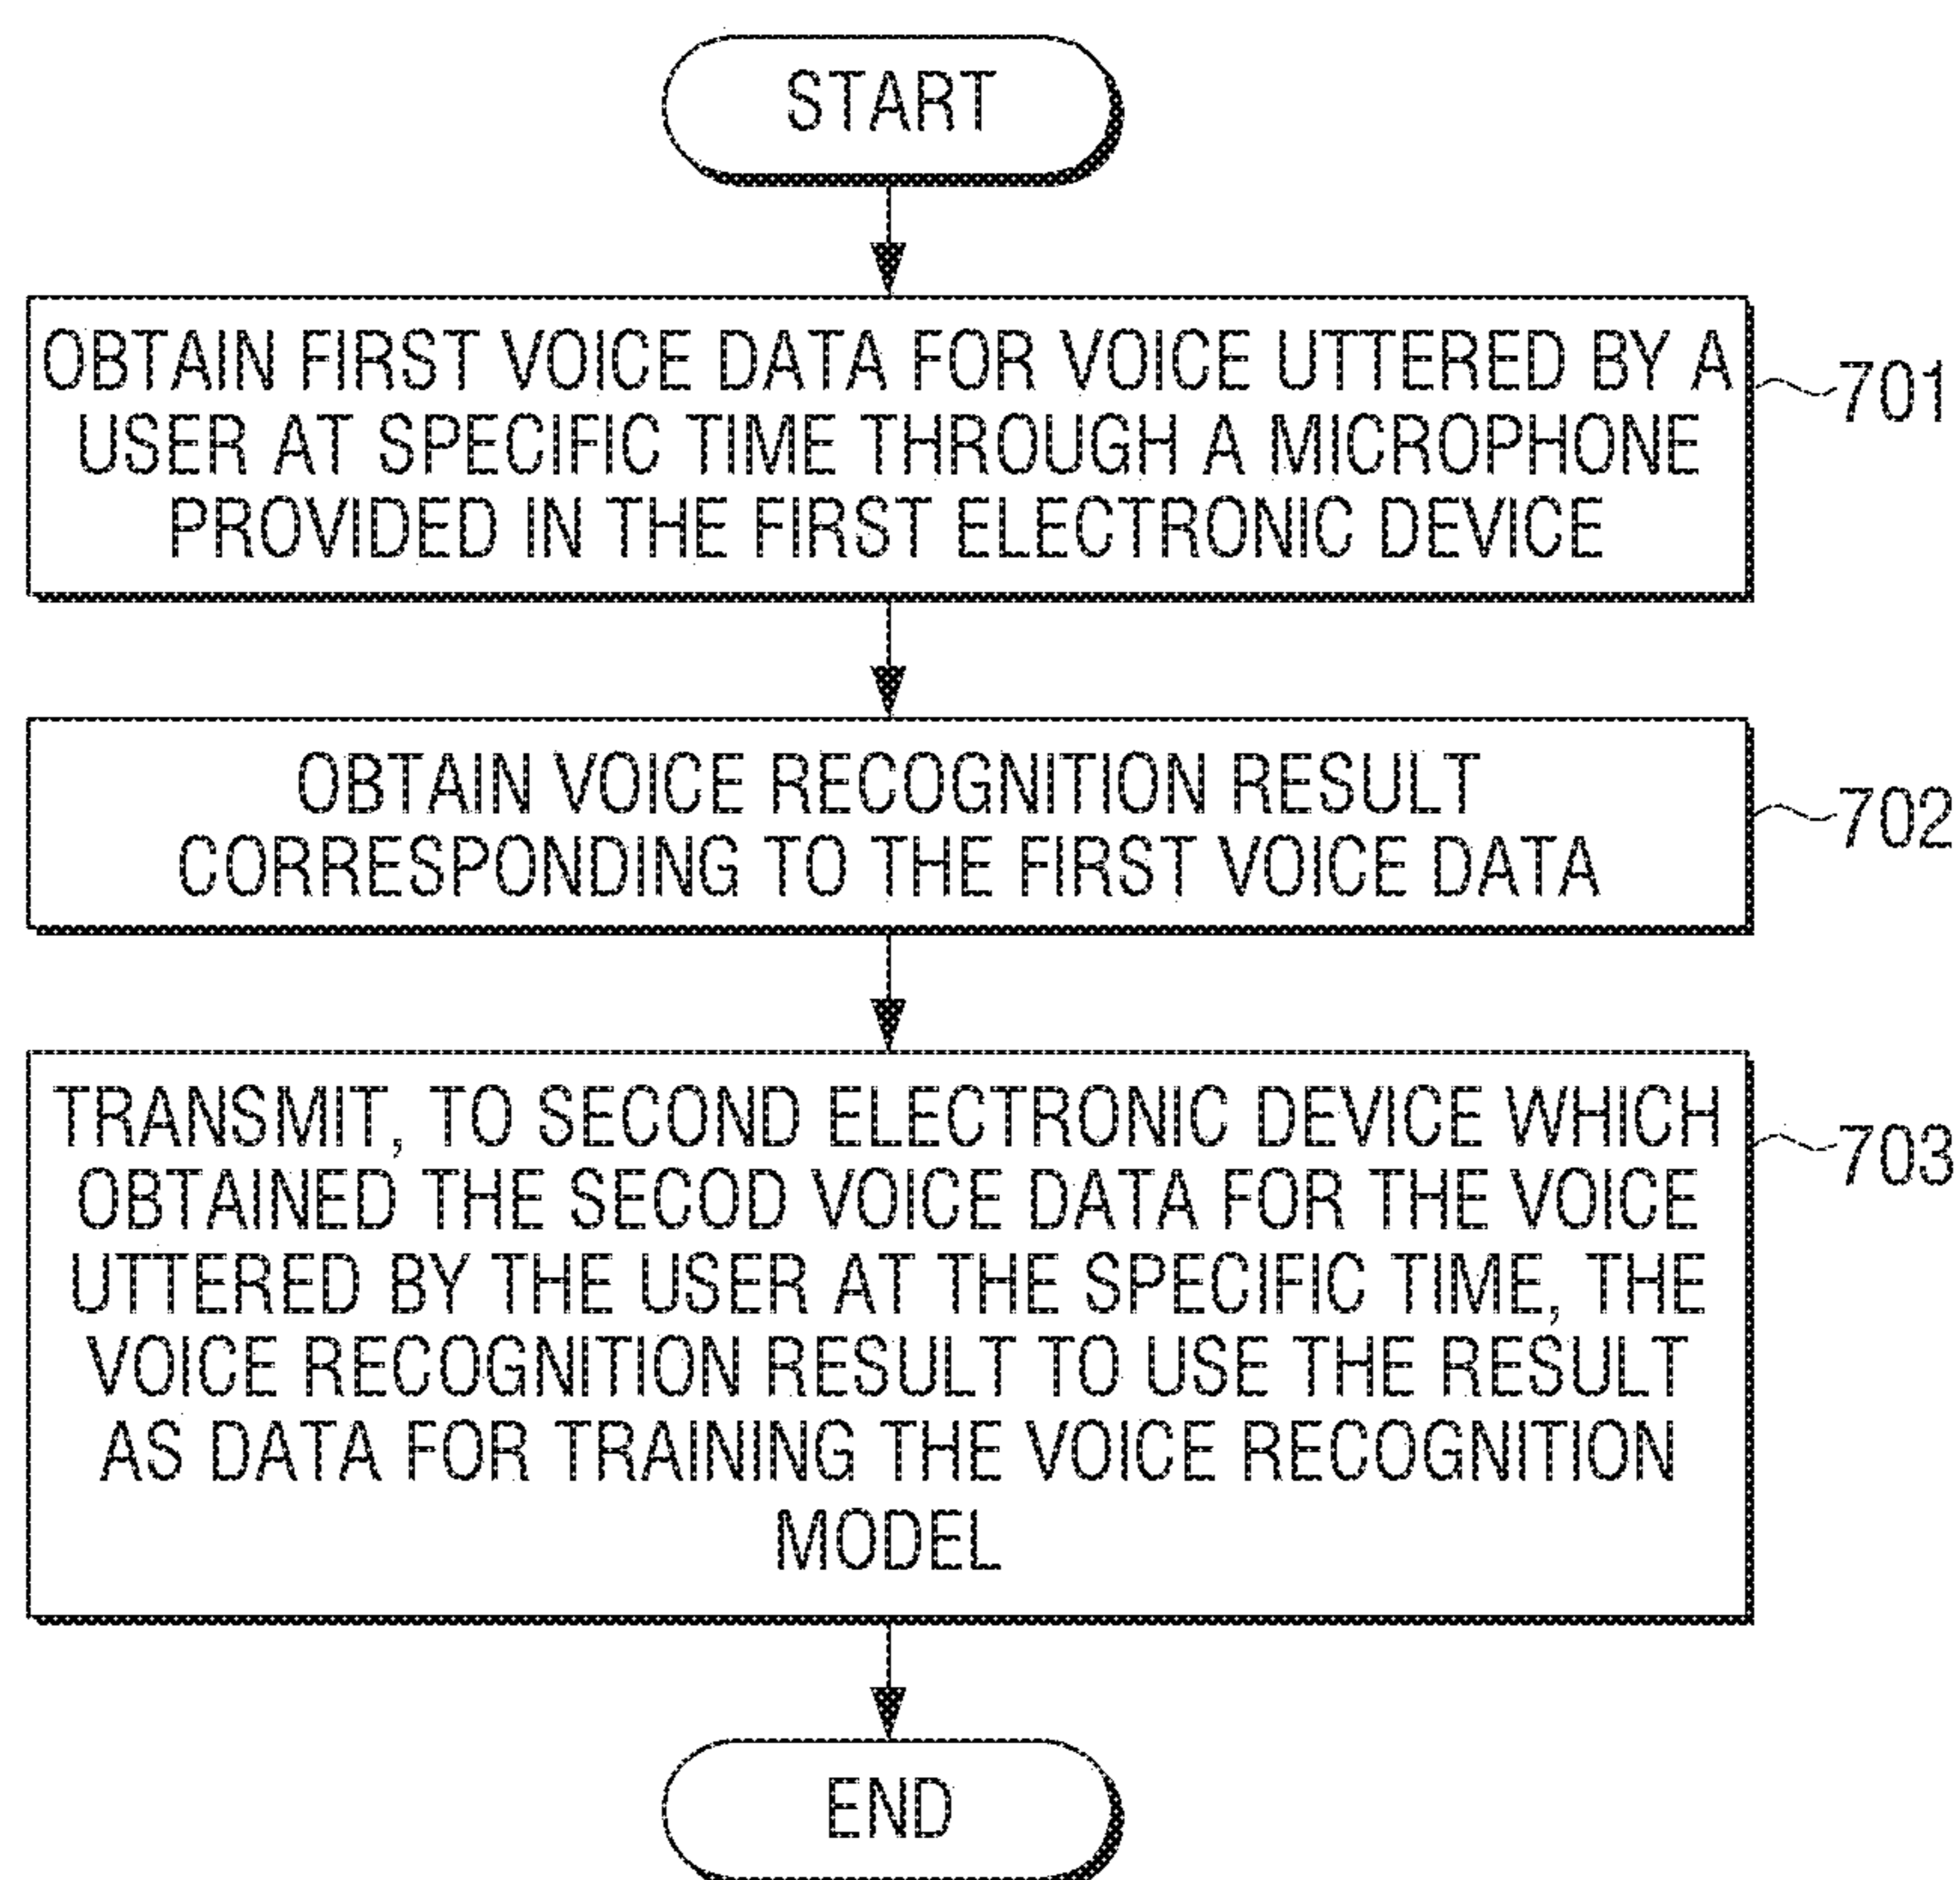 START
OBTAIN FIRST VOICE DATA FOR VOICE UTTERED BY A
USER AT SPECIFIC TIME THROUGH A MICROPHONE
PROVIDED IN THE FIRST ELECTRONIC DEVICE
701
OBTAIN VOICE RECOGNITION RESULT
CORRESPONDING TO THE FIRST VOICE DATA
702
TRANSMIT, TO SECOND ELECTRONIC DEVICE WHICH
OBTAINED THE SECOD VOICE DATA FOR THE VOICE
UTTERED BY THE USER AT THE SPECIFIC TIME, THE
VOICE RECOGNITION RESULT TO USE THE RESULT
AS DATA FOR TRAINING THE VOICE RECOGNITION
MODEL
703
END